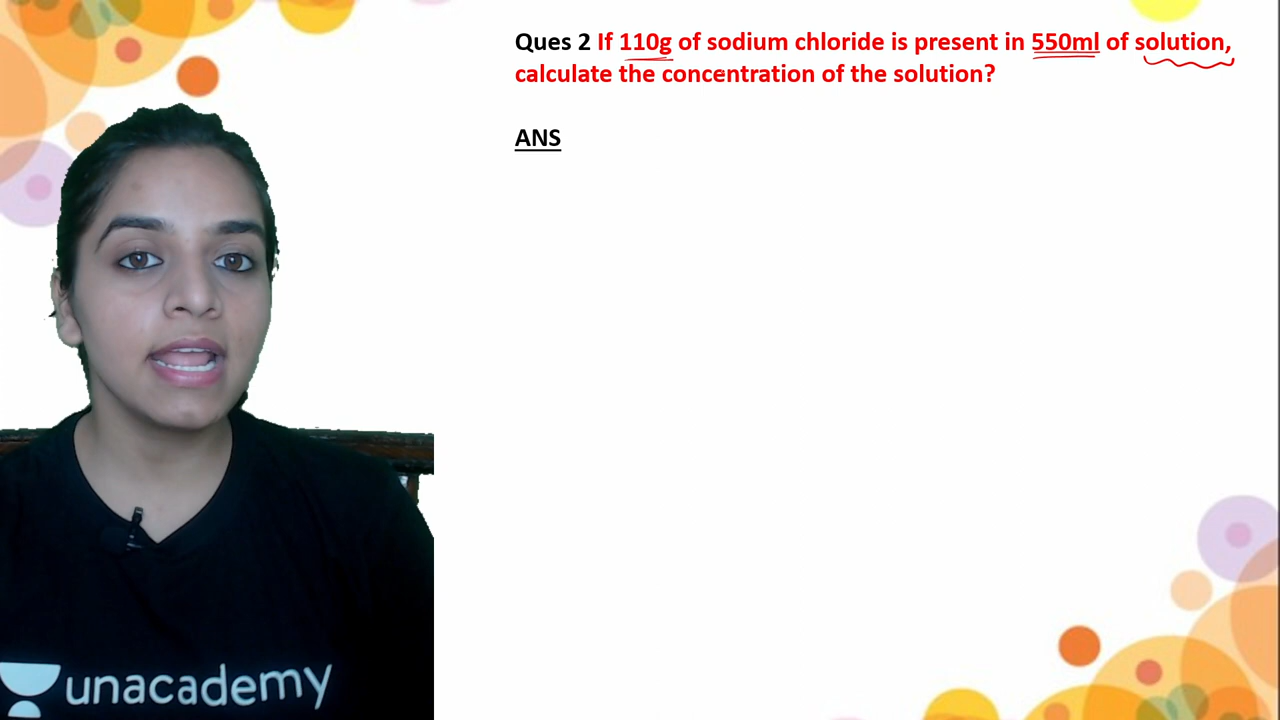 Ques 2 If 110g of sodium chloride is present in 550ml of solution,
calculate the concentration of the solution?
ANS
unacademy